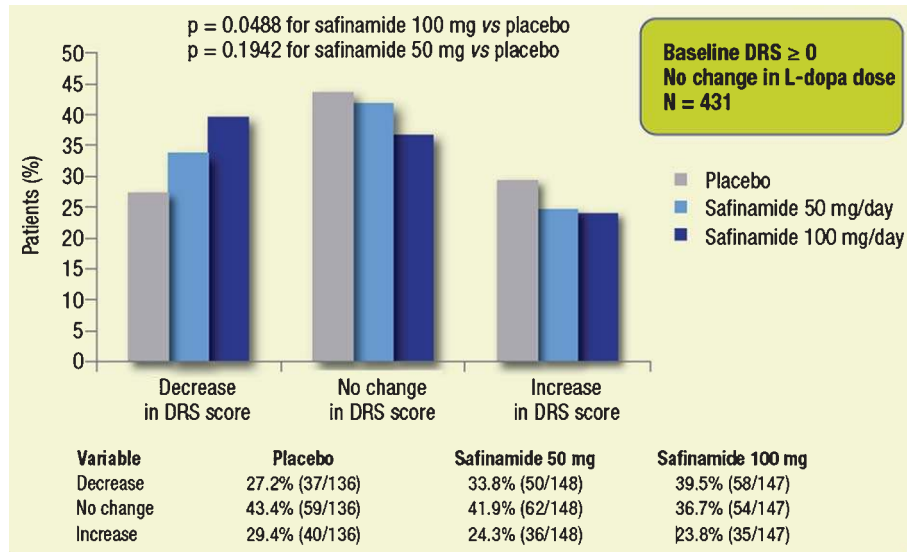 p = 0.0488 for safinamide 100 mg vs placebo
p = 0.1942 for safinamide 50 mg vs placebo
Baseline DRS ≥ 0
No change in L-dopa dose
N = 431
Patients (%)
50
45
40
35
30
25
20
15
10
5
0
Placebo
Safinamide 50 mg/day
Safinamide 100 mg/day
Decrease in DRS score
No change in DRS score
Increase in DRS score
Variable Placebo Safinamide 50 mg Safinamide 100 mg
Decrease 27.2% (37/136) 33.8% (50/148) 39.5% (58/147)
No change 43.4% (59/136) 41.9% (62/148) 36.7% (54/147)
Increase 29.4% (40/136) 24.3% (36/148) 23.8% (35/147)